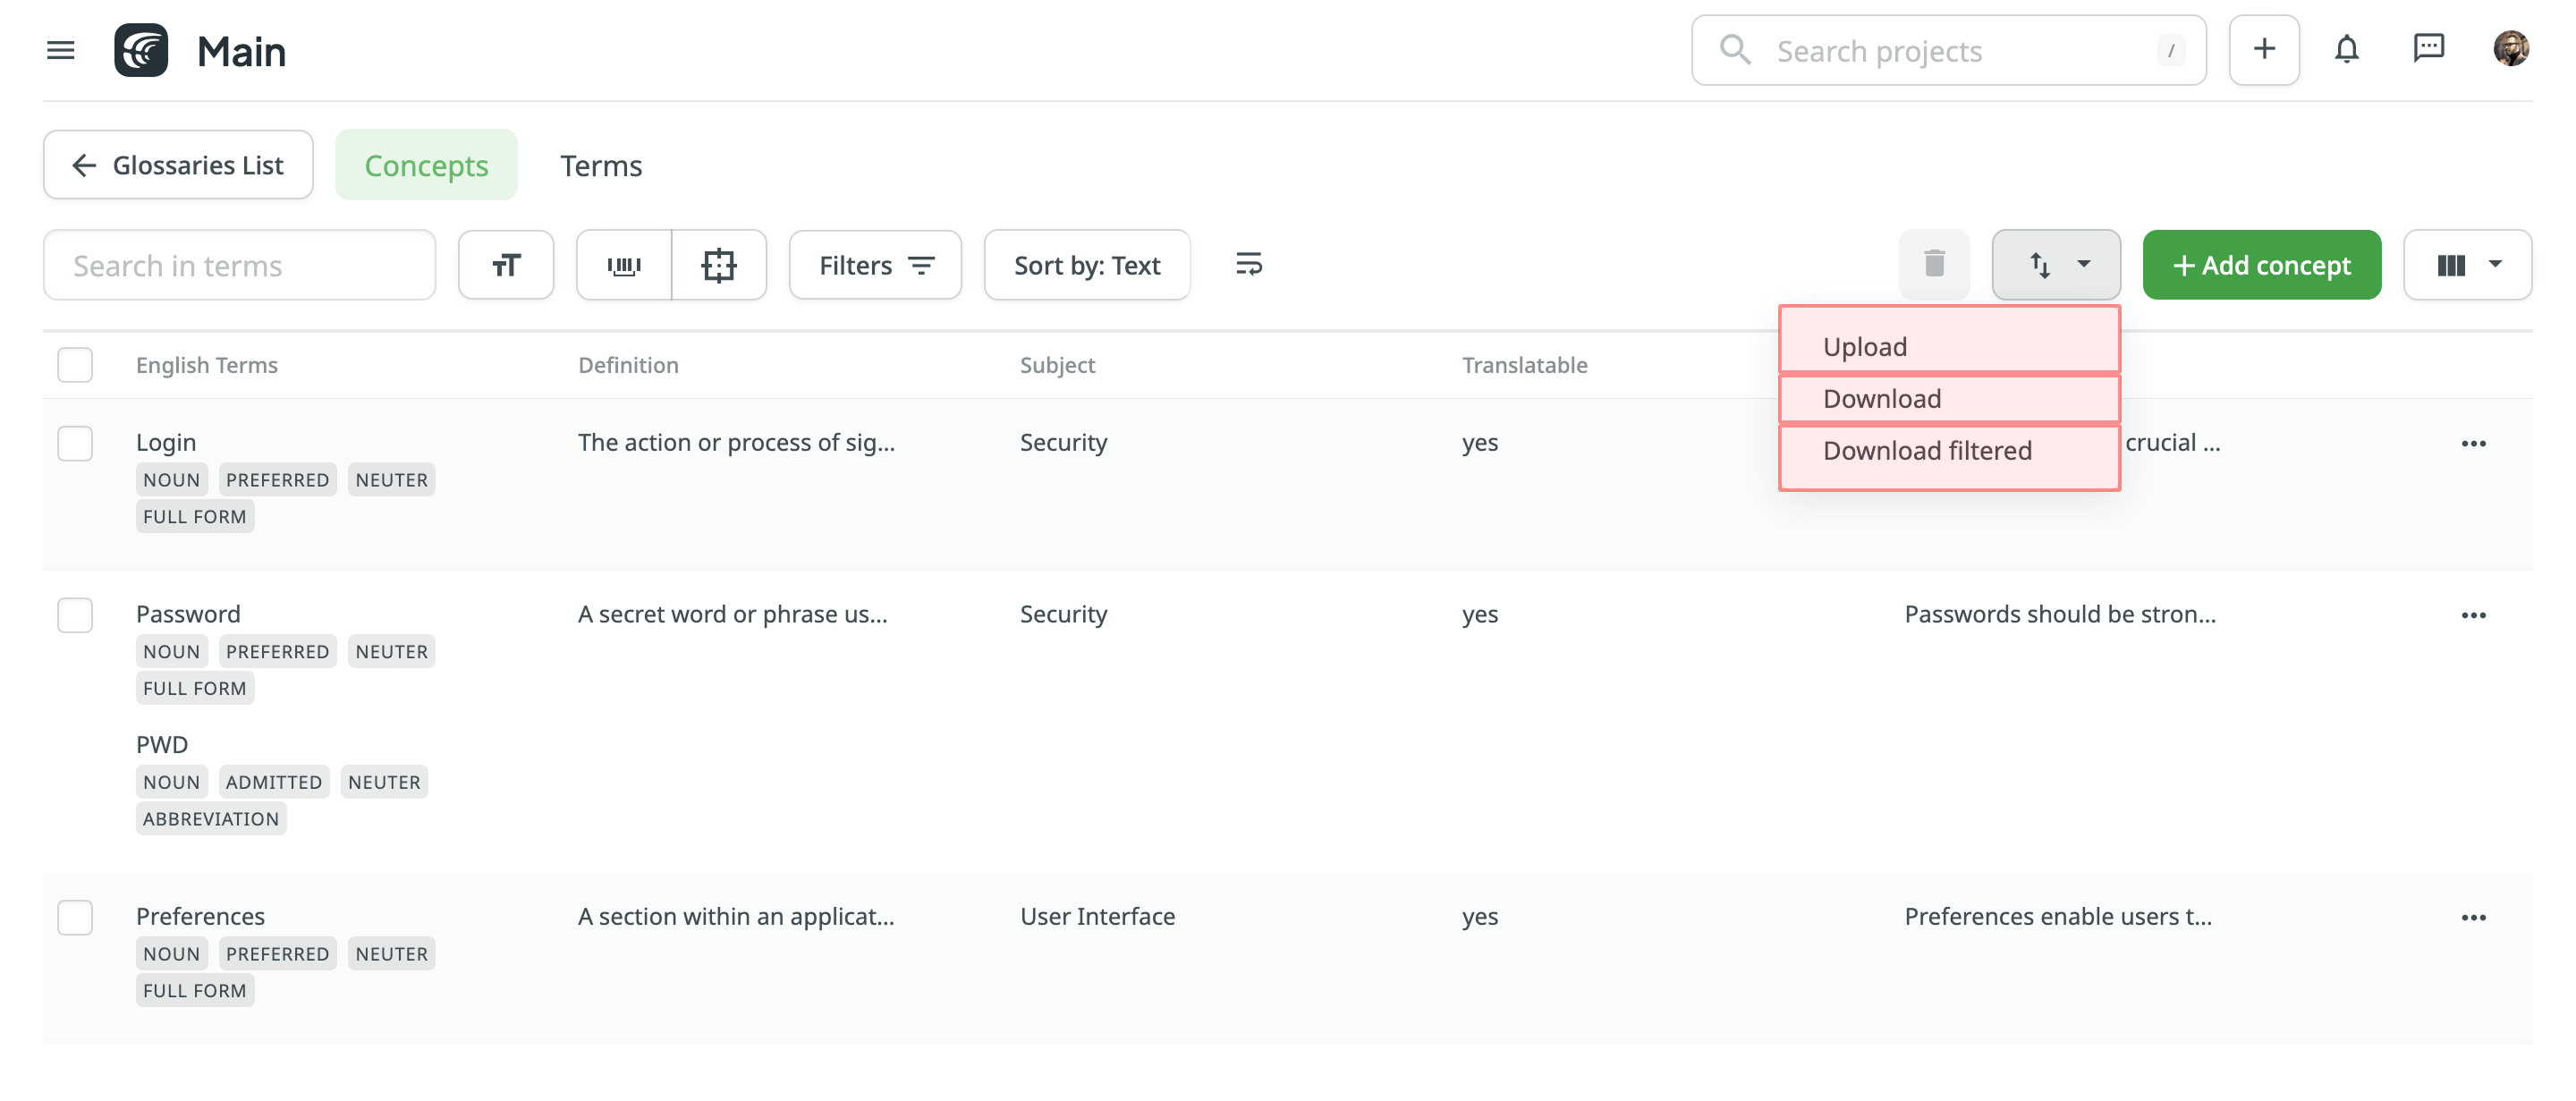 Main
Search projects /
Glossaries List Concepts Terms
Search in terms Filters Sort by: Text Add concept
Upload
Download
Download filtered
English Terms Definition Subject Translatable
Login The action or process of sig... Security yes crucial ...
NOUN PREFERRED NEUTER
FULL FORM
Password A secret word or phrase us... Security yes Passwords should be stron...
NOUN PREFERRED NEUTER
FULL FORM
PWD
NOUN ADMITTED NEUTER
ABBREVIATION
Preferences A section within an applicat... User Interface yes Preferences enable users t...
NOUN PREFERRED NEUTER
FULL FORM